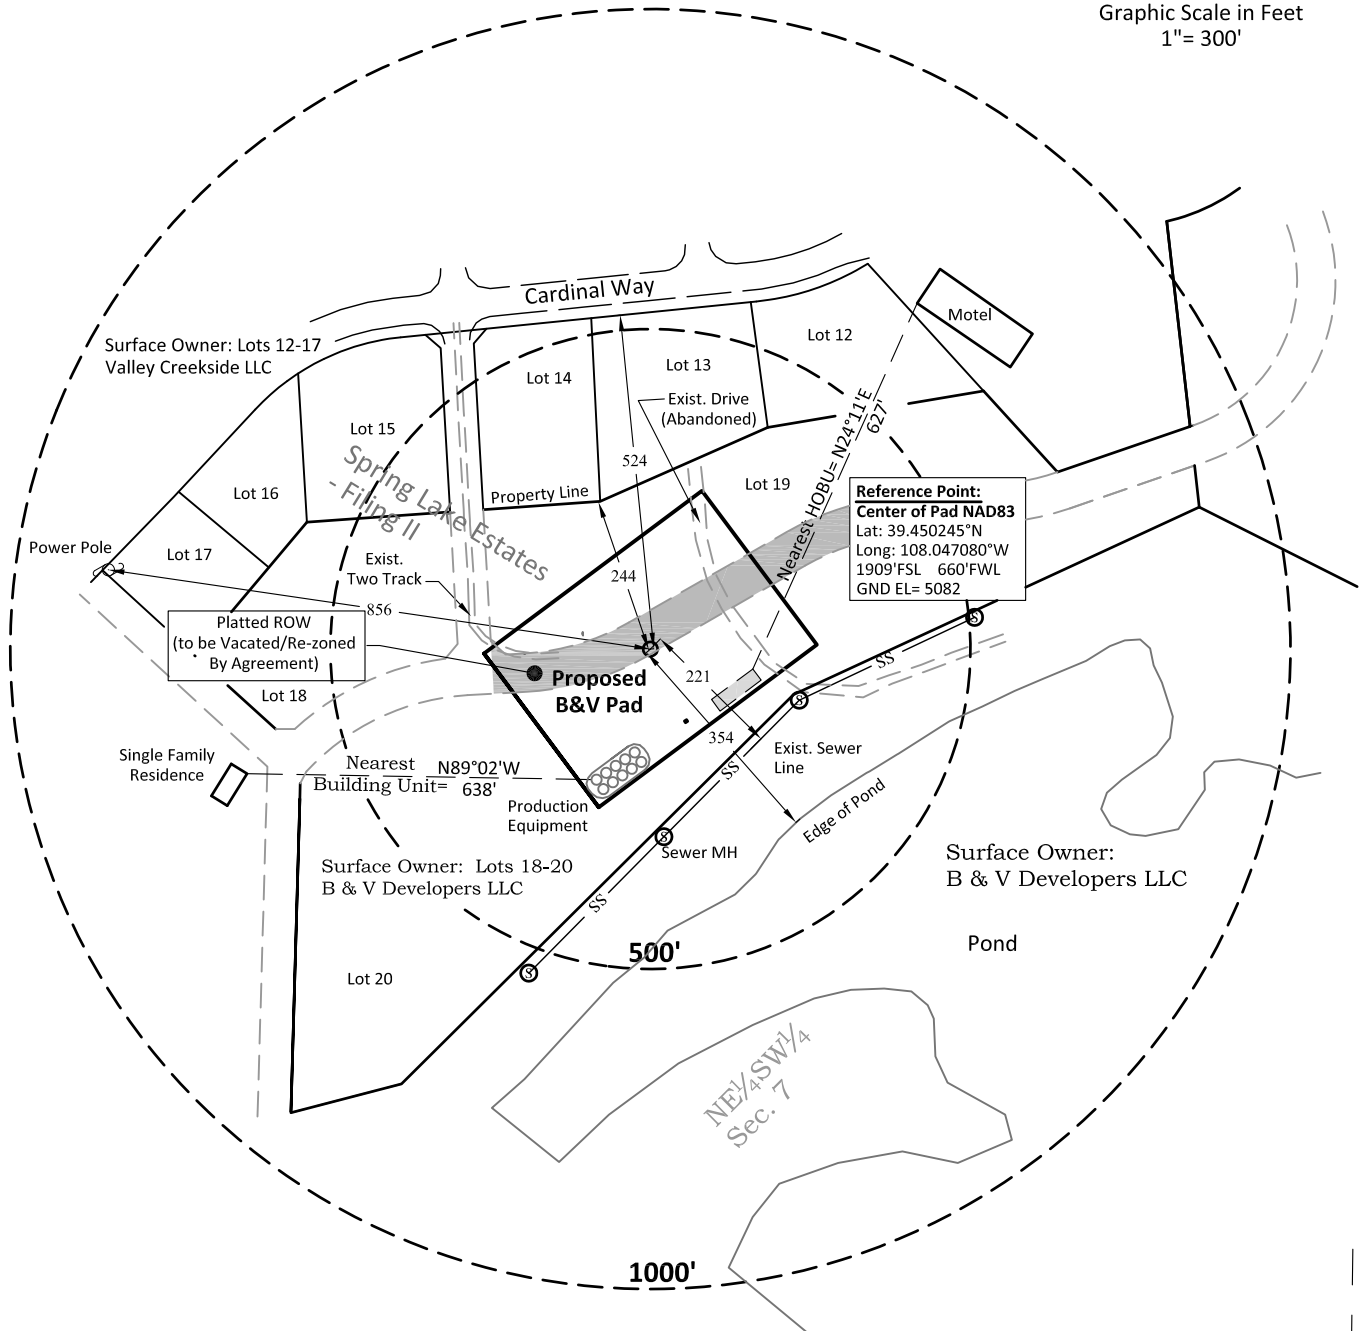 Graphic Scale in Feet
1"= 300'
Cardinal Way
Motel
Surface Owner: Lots 12-17
Valley Creekside LLC
Lot 12
Lot 13
Lot 14
Exist. Drive
(Abandoned)
Lot 15
Nearest HOBU= N24°11'E
627'
Spring Lake Estates
- Filing II
524
Lot 16
Property Line
Lot 19
Reference Point:
Center of Pad NAD83
Lat: 39.450245°N
Long: 108.047080°W
1909'FSL 660'FWL
GND EL= 5082
Power Pole
Lot 17
Exist.
Two Track
244
856
Platted ROW
(to be Vacated/Re-zoned
By Agreement)
S
SS
221
Proposed
B&V Pad
Lot 18
S
354
Single Family
Residence
Nearest
Building Unit=
N89°02'W
638'
Exist. Sewer
Line
SS
Production
Equipment
Edge of Pond
S
Sewer MH
Surface Owner: Lots 18-20
B & V Developers LLC
Surface Owner:
B & V Developers LLC
SS
500'
Pond
S
Lot 20
NE¼SW¼
Sec. 7
1000'